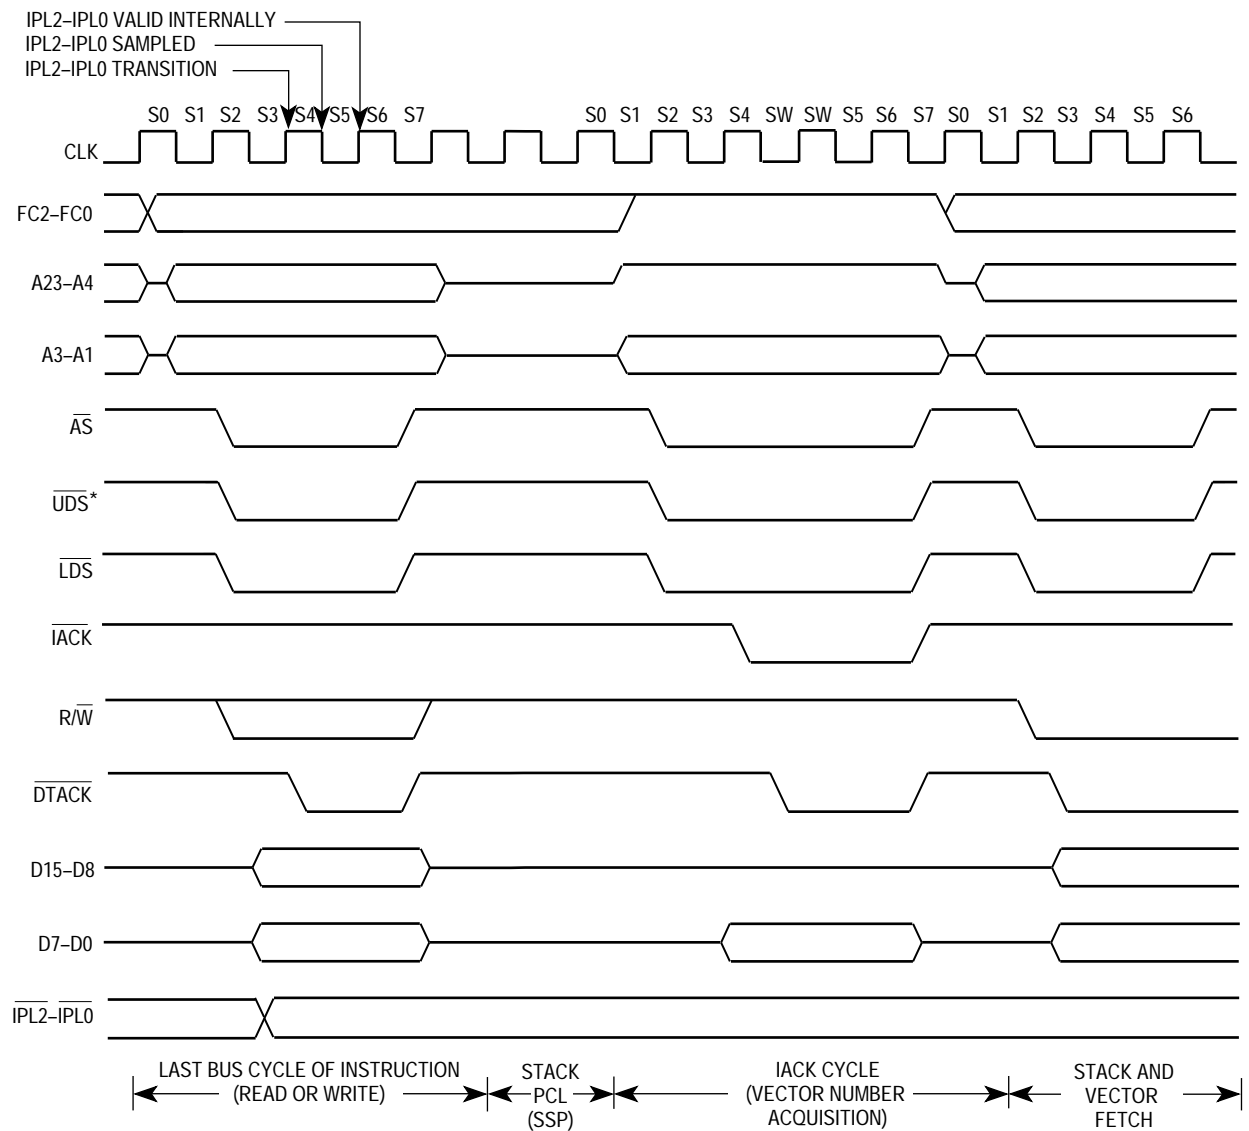 IPL2–IPL0 VALID INTERNALLY
IPL2–IPL0 SAMPLED
IPL2–IPL0 TRANSITION
S0 S1 S2 S3 S4 S5 S6 S7 S0 S1 S2 S3 S4 SW SW S5 S6 S7 S0 S1 S2 S3 S4 S5 S6
CLK
FC2–FC0
A23–A4
A3–A1
AS
UDS*
LDS
IACK
R/W
DTACK
D15–D8
D7–D0
IPL2–IPL0
LAST BUS CYCLE OF INSTRUCTION
(READ OR WRITE)
STACK
PCL
(SSP)
IACK CYCLE
(VECTOR NUMBER
ACQUISITION)
STACK AND
VECTOR
FETCH